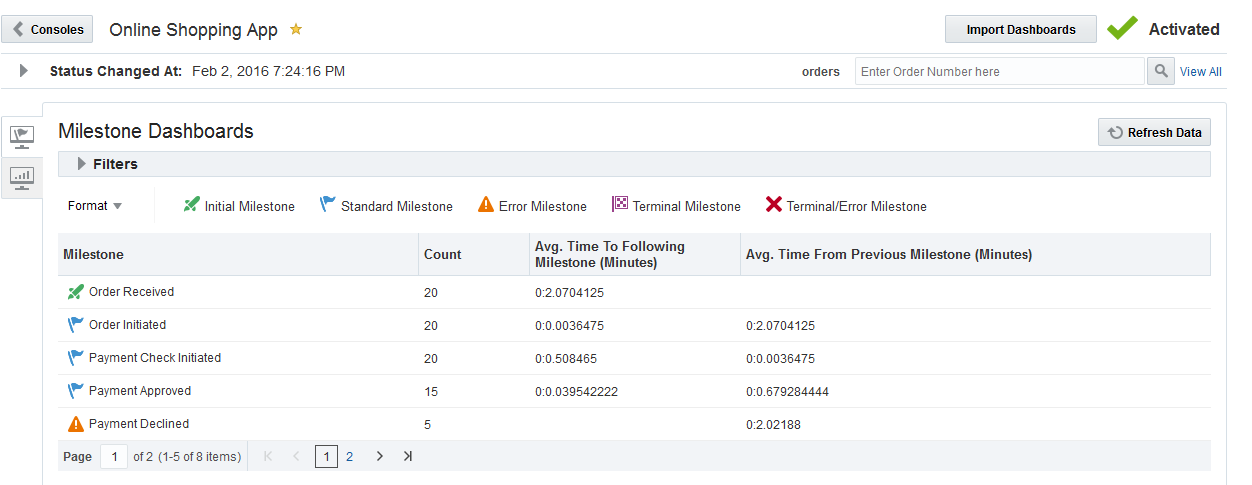 Consoles Online Shopping App Import Dashboards Activated
Status Changed At: Feb 2, 2016 7:24:16 PM orders Enter Order Number here View All
Milestone Dashboards Refresh Data
Filters
Format Initial Milestone Standard Milestone Error Milestone Terminal Milestone Terminal/Error Milestone
Milestone Count Avg. Time To Following Milestone (Minutes) Avg. Time From Previous Milestone (Minutes)
Order Received 20 0:2.0704125
Order Initiated 20 0:0.0036475 0:2.0704125
Payment Check Initiated 20 0:0.508465 0:0.0036475
Payment Approved 15 0:0.039542222 0:0.679284444
Payment Declined 5 0:2.02188
Page 1 of 2 (1-5 of 8 items) 1 2